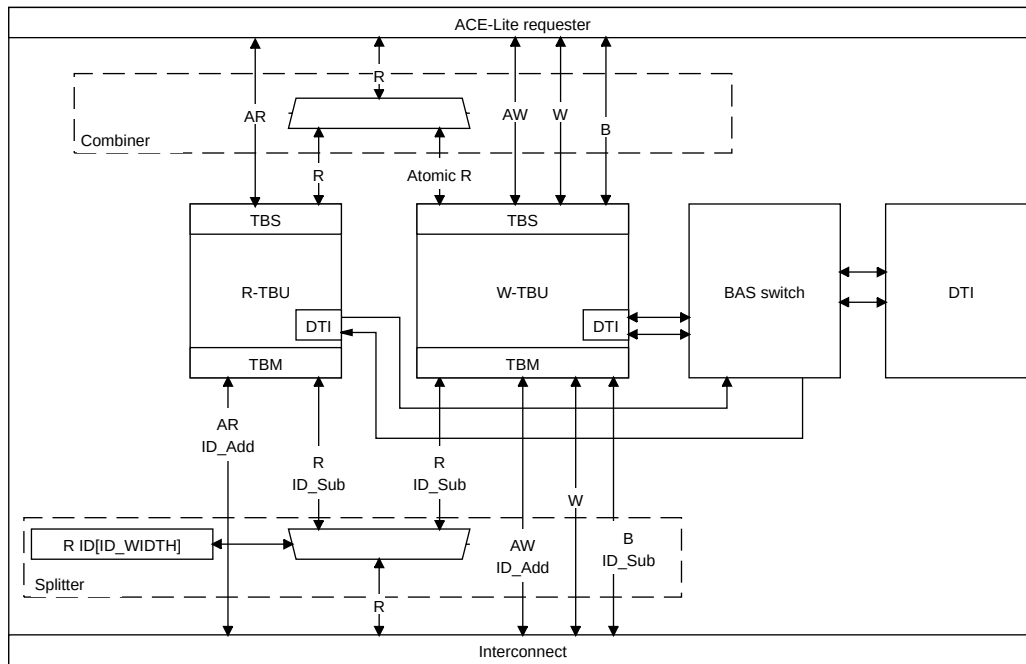 ACE-Lite requester
R
AR
AW
W
B
Combiner
R
Atomic R
TBS
TBS
R-TBU
W-TBU
BAS switch
DTI
DTI
DTI
TBM
TBM
AR
ID_Add
R
ID_Sub
R
ID_Sub
W
R ID[ID_WIDTH]
AW
ID_Add
B
ID_Sub
Splitter
R
Interconnect